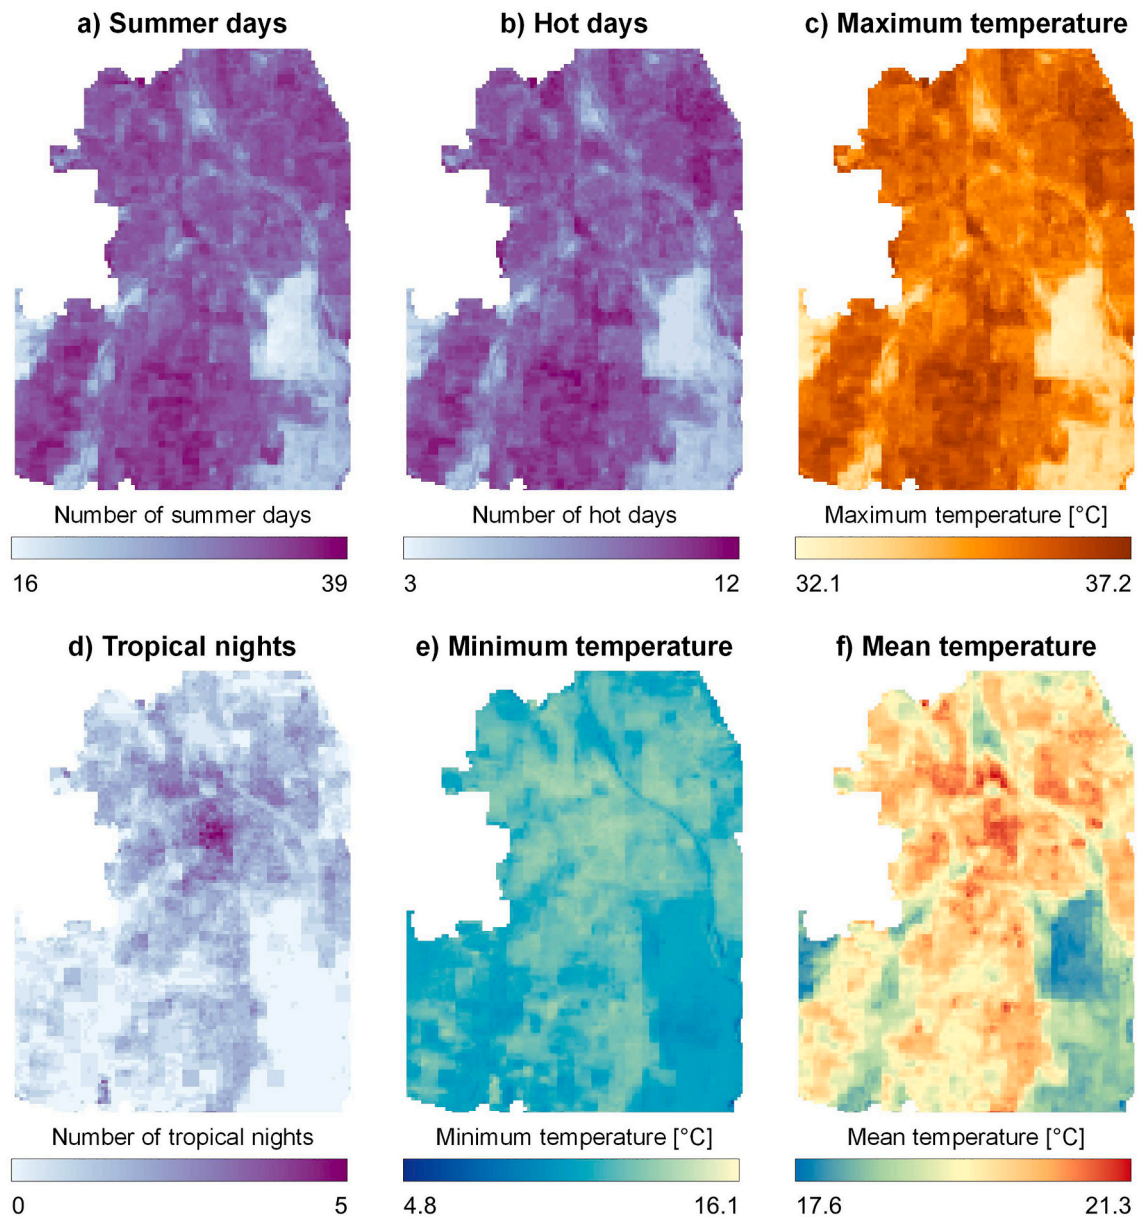 a) Summer days
b) Hot days
c) Maximum temperature
Number of summer days
Number of hot days
Maximum temperature [°C]
16
39
3
12
32.1
37.2
d) Tropical nights
e) Minimum temperature
f) Mean temperature
Number of tropical nights
Minimum temperature [°C]
Mean temperature [°C]
0
5
4.8
16.1
17.6
21.3